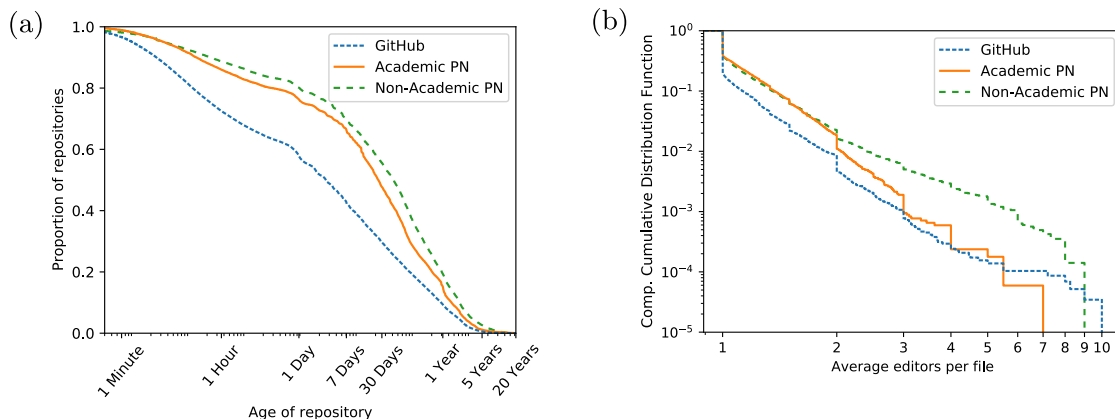 (a)
1.0
0.8
0.6
0.4
0.2
0.0
Proportion of repositories
GitHub
Academic PN
Non-Academic PN
1 Minute
1 Hour
1 Day
7 Days
30 Days
1 Year
5 Years
20 Years
Age of repository
(b)
10⁰
10⁻¹
10⁻²
10⁻³
10⁻⁴
10⁻⁵
Comp. Cumulative Distribution Function
GitHub
Academic PN
Non-Academic PN
1 2 3 4 5 6 7 8 9 10
Average editors per file